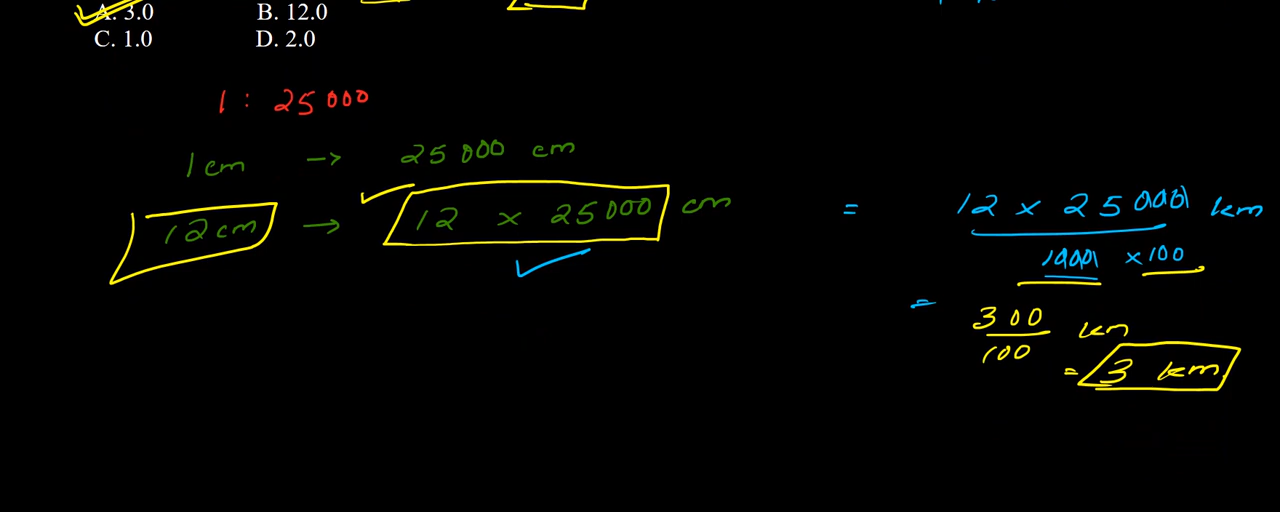 A. 3.0 B. 12.0
C. 1.0 D. 2.0
1 : 25 000
1 cm → 25 000 cm
12 cm → 12 x 25 000 cm = 12 x 25 000 km
1000 x 100
= 300 km
100
= 3 km